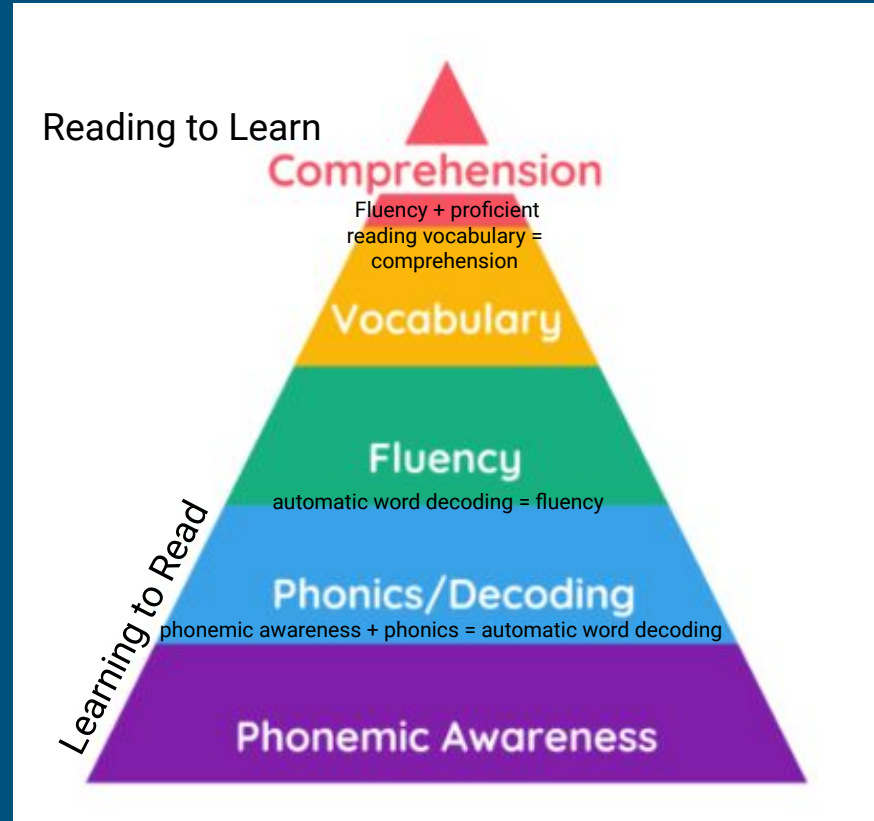 Reading to Learn
Comprehension
Fluency + proficient
reading vocabulary =
comprehension
Vocabulary
Fluency
automatic word decoding = fluency
Learning to Read
Phonics/Decoding
phonemic awareness + phonics = automatic word decoding
Phonemic Awareness